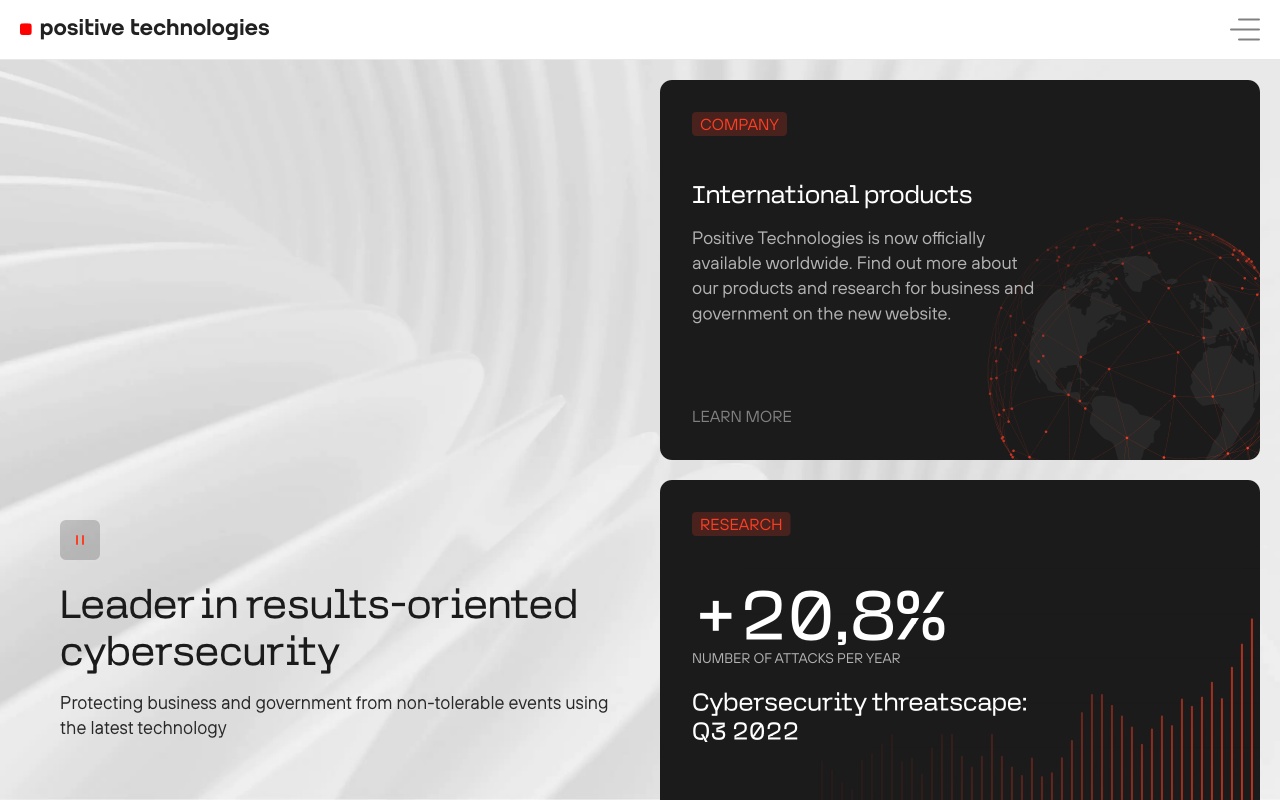 positive technologies
COMPANY
International products
Positive Technologies is now officially
available worldwide. Find out more about
our products and research for business and
government on the new website.
LEARN MORE
Leader in results-oriented
cybersecurity
Protecting business and government from non-tolerable events using
the latest technology
RESEARCH
+20,8%
NUMBER OF ATTACKS PER YEAR
Cybersecurity threatscape:
Q3 2022